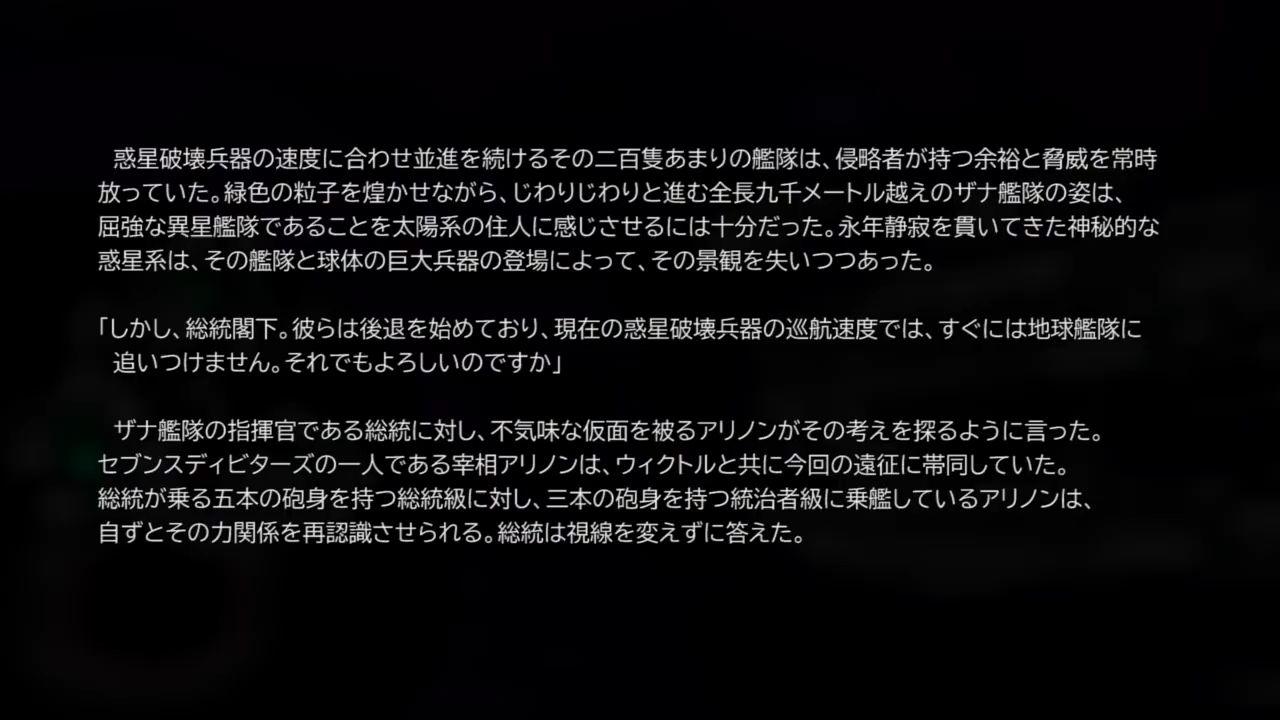 惑星破壊兵器の速度に合わせ並進を続けるその二百隻あまりの艦隊は、侵略者が持つ余裕と脅威を常時
放っていた。緑色の粒子を煌かせながら、じわりじわりと進む全長九千メートル越えのザナ艦隊の姿は、
屈強な異星艦隊であることを太陽系の住人に感じさせるには十分だった。永年静寂を貫いてきた神秘的な
惑星系は、その艦隊と球体の巨大兵器の登場によって、その景観を失いつつあった。
「しかし、総統閣下。彼らは後退を始めており、現在の惑星破壊兵器の巡航速度では、すぐには地球艦隊に
追いつけません。それでもよろしいのですか」
ザナ艦隊の指揮官である総統に対し、不気味な仮面を被るアリノンがその考えを探るように言った。
セブンスディビターズの一人である宰相アリノンは、ウィクトルと共に今回の遠征に帯同していた。
総統が乗る五本の砲身を持つ総統級に対し、三本の砲身を持つ統治者級に乗艦しているアリノンは、
自ずとその力関係を再認識させられる。総統は視線を変えずに答えた。